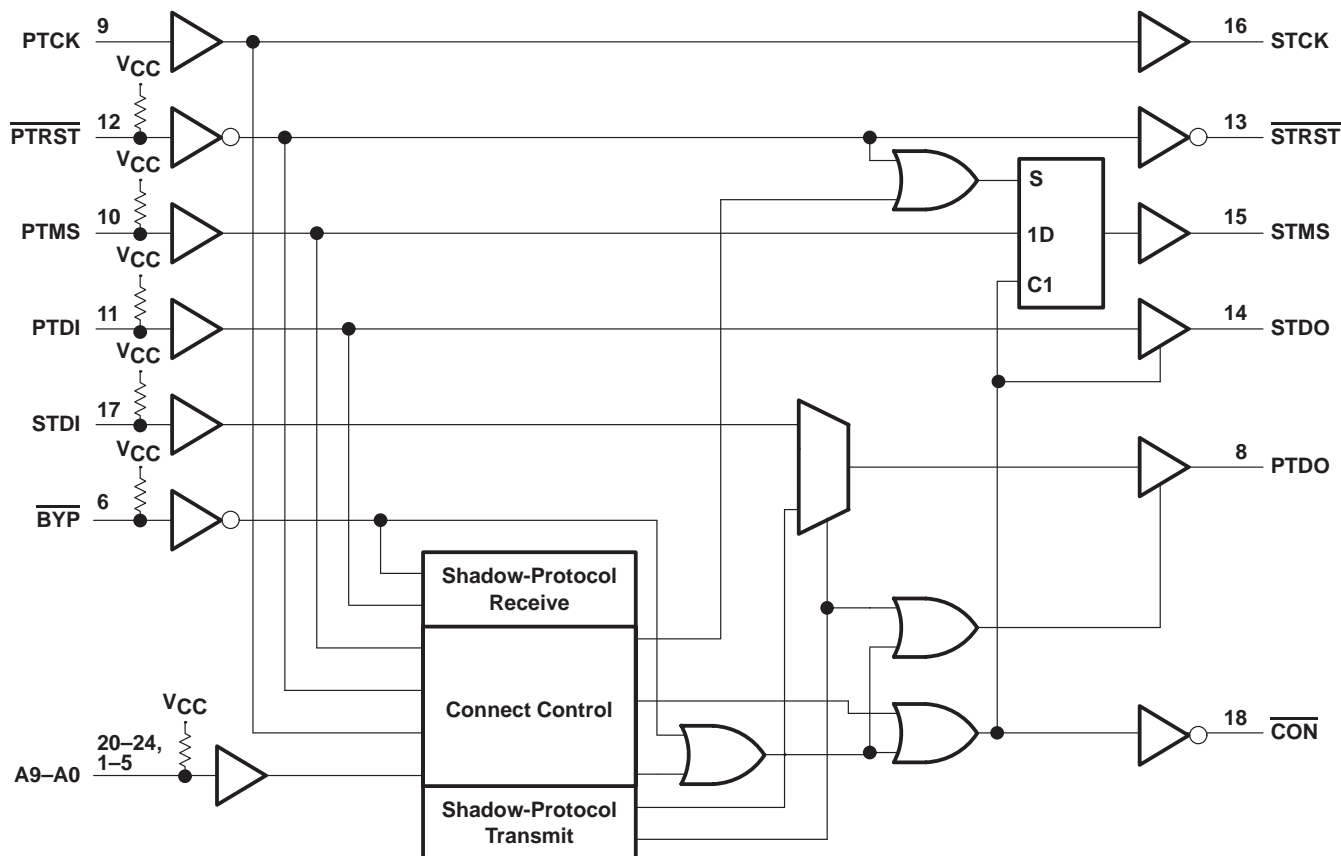 PTCK 9
16 STCK
VCC
PTRST 12
13 STRST
VCC
S
PTMS 10
1D
15 STMS
VCC
C1
PTDI 11
14 STDO
VCC
STDI 17
VCC
8 PTDO
BYP 6
Shadow-Protocol
Receive
Connect Control
VCC
18 CON
20–24,
A9–A0 1–5
Shadow-Protocol
Transmit